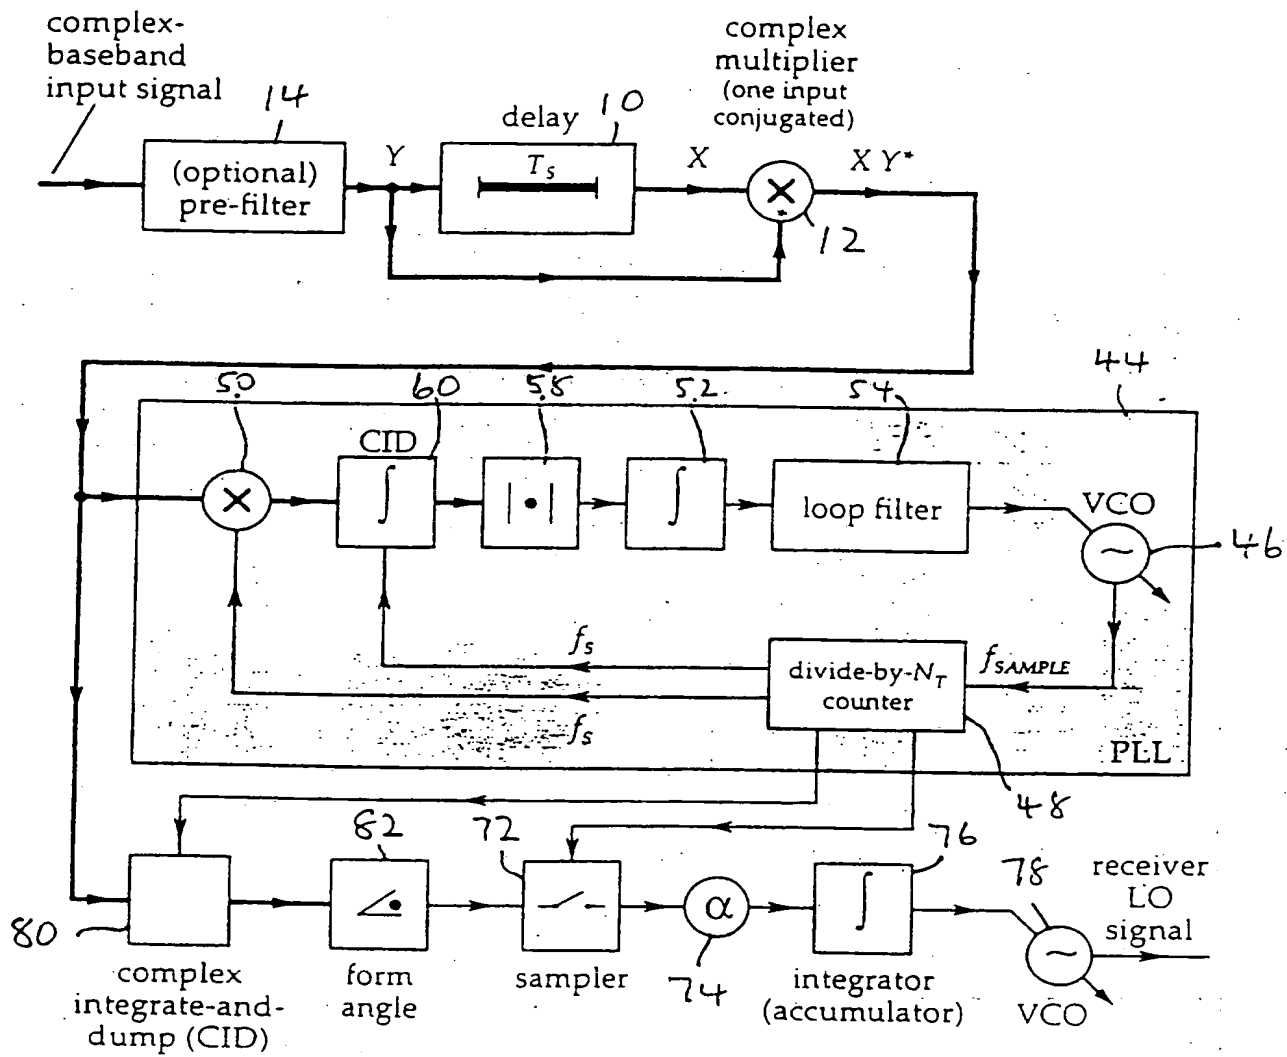 complex-
baseband
input signal
14
(optional)
pre-filter
Y
delay
10
T_s
X
complex
multiplier
(one input
conjugated)
X Y*
×
*
12
44
50
60
58
52
54
CID
×
∫
|•|
∫
loop filter
VCO
~
46
f_s
f_s
divide-by-N_T
counter
f_SAMPLE
PLL
48
80
complex
integrate-and-
dump (CID)
82
form
angle
72
sampler
α
74
∫
76
integrator
(accumulator)
78
~
VCO
receiver
LO
signal